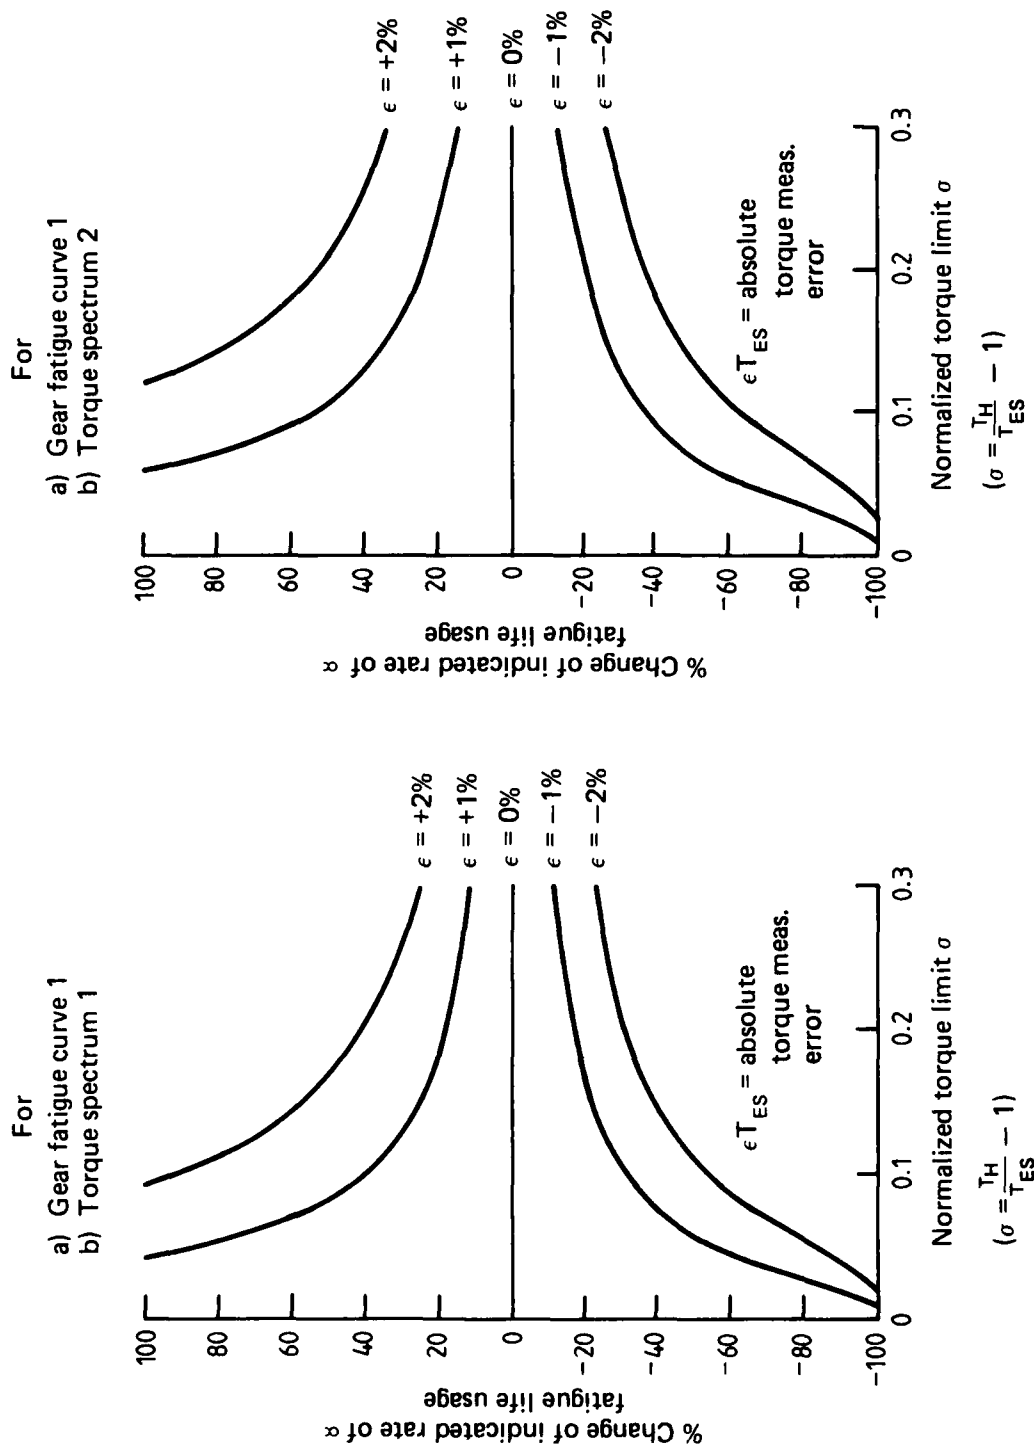 For
a) Gear fatigue curve 1
b) Torque spectrum 1
% Change of indicated rate of ∝
fatigue life usage
100
80
60
40
20
0
-20
-40
-60
-80
-100
ϵ = +2%
ϵ = +1%
ϵ = 0%
ϵ = −1%
ϵ = −2%
ϵ T_ES = absolute
torque meas.
error
0
0.1
0.2
0.3
Normalized torque limit σ
(σ = T_H/T_ES − 1)
For
a) Gear fatigue curve 1
b) Torque spectrum 2
% Change of indicated rate of ∝
fatigue life usage
100
80
60
40
20
0
-20
-40
-60
-80
-100
ϵ = +2%
ϵ = +1%
ϵ = 0%
ϵ = −1%
ϵ = −2%
ϵ T_ES = absolute
torque meas.
error
0
0.1
0.2
0.3
Normalized torque limit σ
(σ = T_H/T_ES − 1)